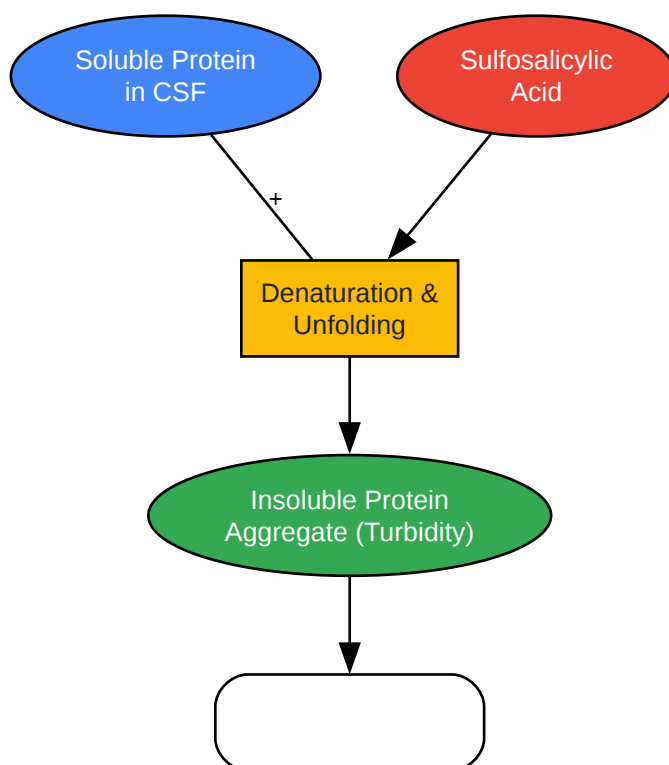 Soluble Protein
in CSF
Sulfosalicylic
Acid
+
Denaturation &
Unfolding
Insoluble Protein
Aggregate (Turbidity)